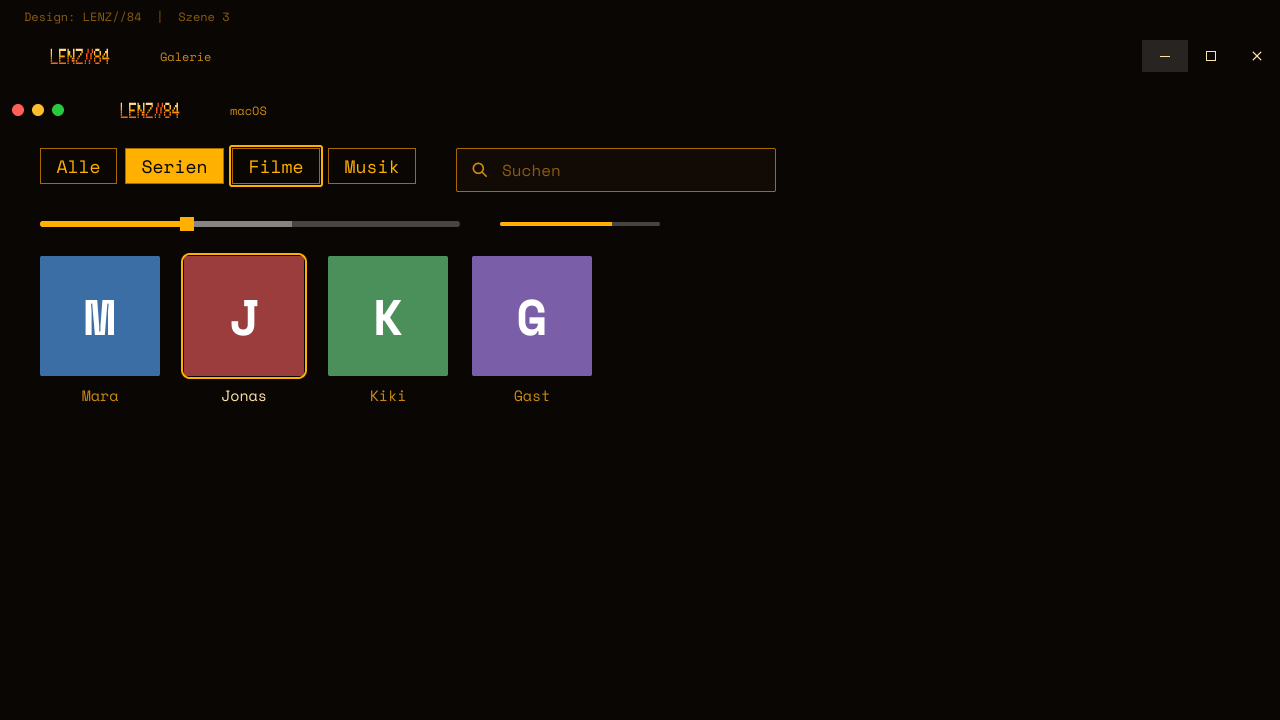 Design: LENZ//84 | Szene 3
LENZ//84 Galerie
LENZ//84 macOS
Alle Serien Filme Musik Suchen
M J K G
Mara Jonas Kiki Gast